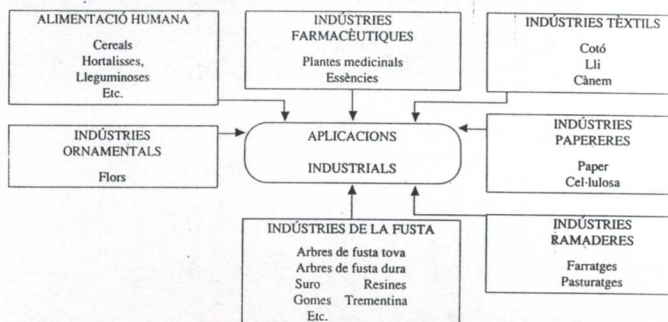 ALIMENTACIÓ HUMANA
Cereals
Hortalisses,
Lleguminoses
Etc.
INDÚSTRIES
FARMACÈUTIQUES
Plantes medicinals
Essències
INDÚSTRIES TÈXTILS
Cotó
Lli
Cànem
INDÚSTRIES
ORNAMENTALS
Flors
APLICACIONS
INDUSTRIALS
INDÚSTRIES
PAPERERES
Paper
Cel·lulosa
INDÚSTRIES DE LA FUSTA
Arbres de fusta tova
Arbres de fusta dura
Suro Resines
Gomes Trementina
Etc.
INDÚSTRIES
RAMADERES
Farratges
Pasturatges